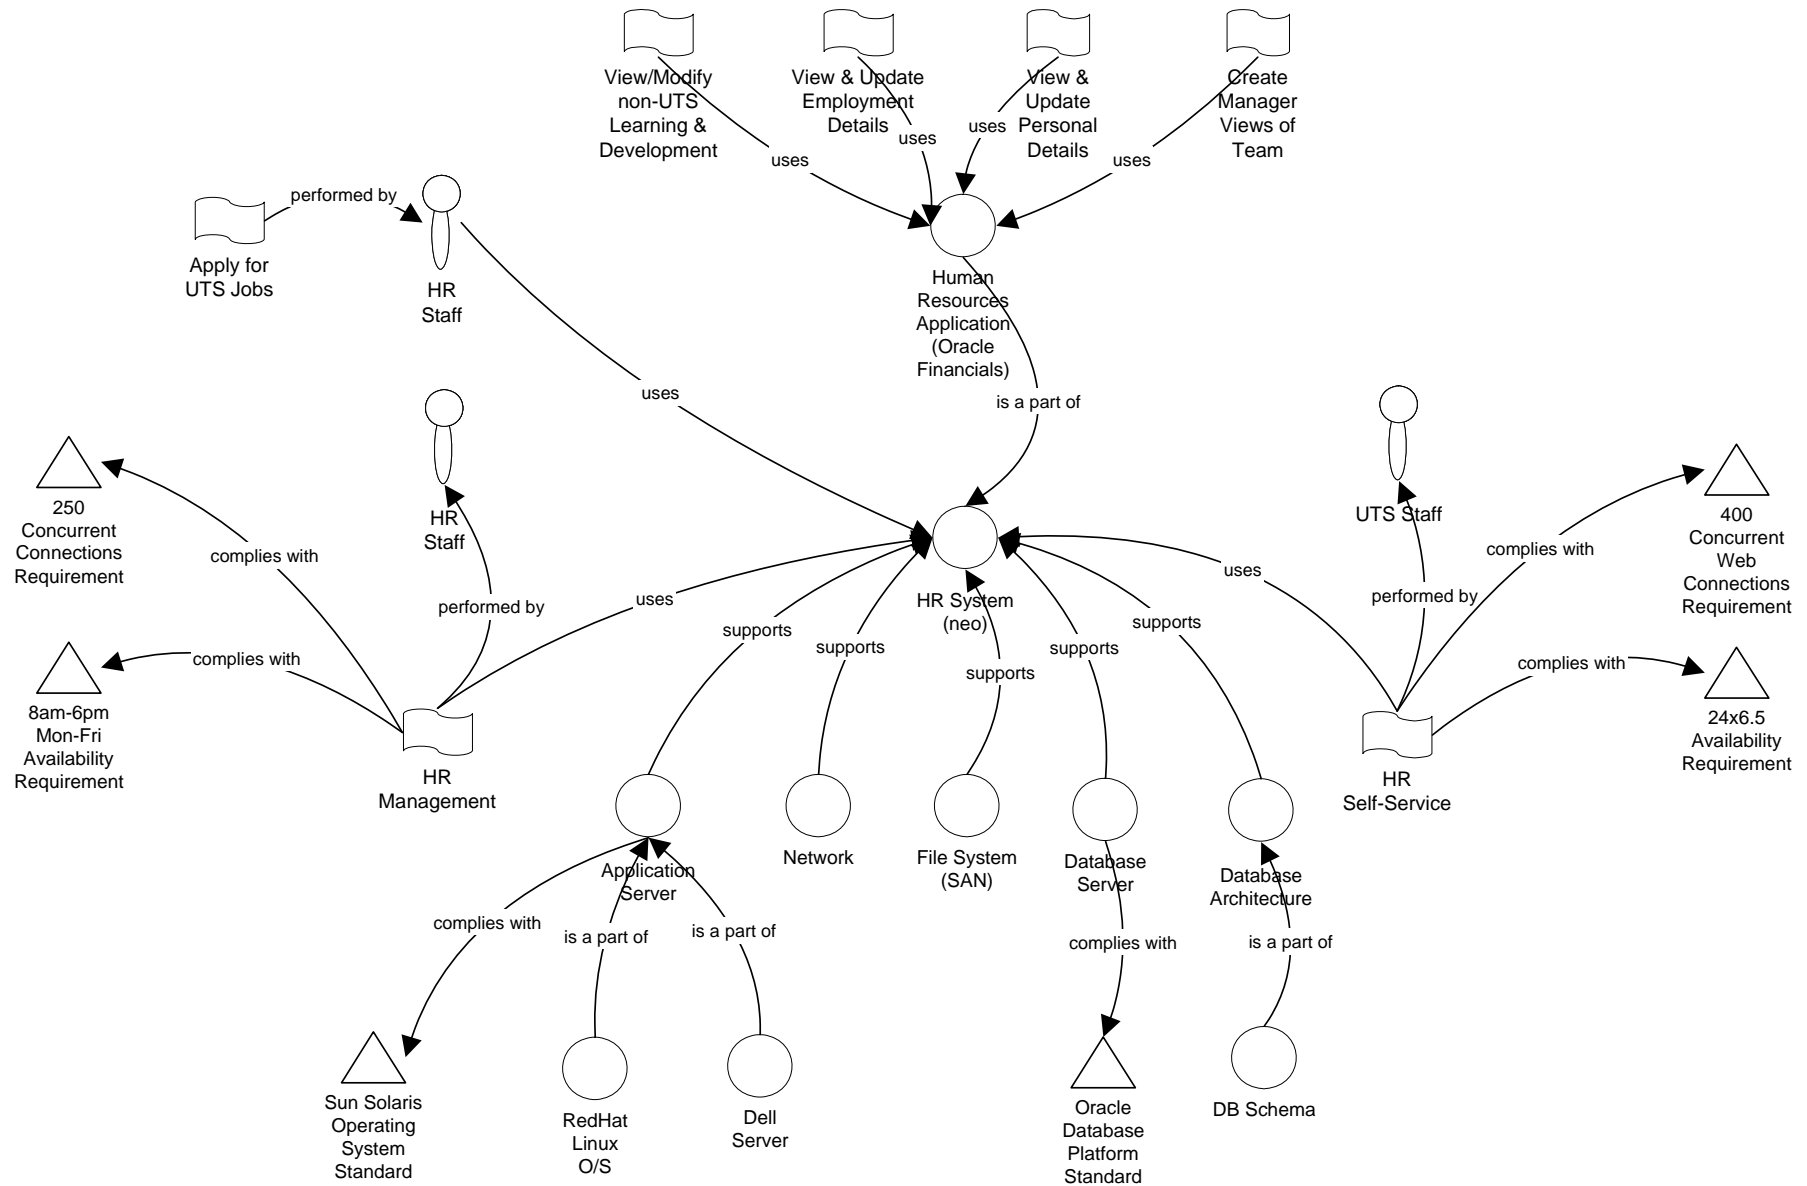 View/Modify
non-UTS
Learning &
Development
View & Update
Employment
Details
View &
Update
Personal
Details
Create
Manager
Views of
Team
uses
uses
uses
uses
performed by
Apply for
UTS Jobs
HR
Staff
Human
Resources
Application
(Oracle
Financials)
is a part of
uses
HR
Staff
UTS Staff
250
Concurrent
Connections
Requirement
complies with
performed by
uses
400
Concurrent
Web
Connections
Requirement
complies with
performed by
uses
HR System
(neo)
supports
supports
supports
supports
supports
complies with
8am-6pm
Mon-Fri
Availability
Requirement
HR
Management
complies with
24x6.5
Availability
Requirement
HR
Self-Service
Application
Server
Network
File System
(SAN)
Database
Server
Database
Architecture
complies with
is a part of
is a part of
complies with
is a part of
Sun Solaris
Operating
System
Standard
RedHat
Linux
O/S
Dell
Server
Oracle
Database
Platform
Standard
DB Schema